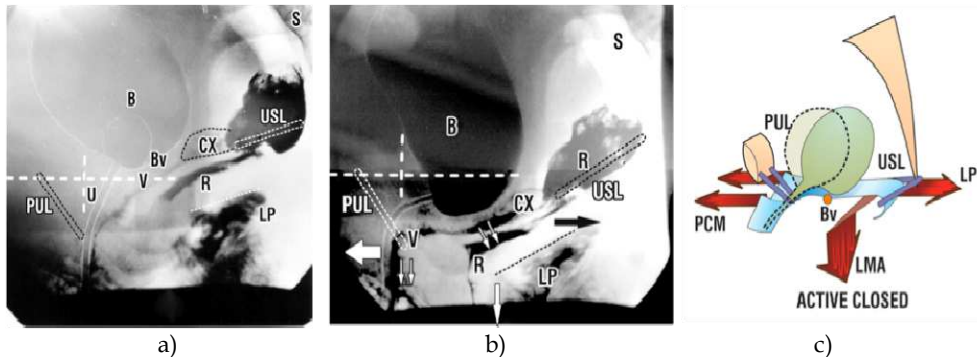 S
B
USL
CX
Bv
V
R
U
PUL
LP
a)
S
B
R
USL
PUL
CX
V
R
LP
b)
PUL
USL
LP
Bv
PCM
LMA
ACTIVE CLOSED
c)